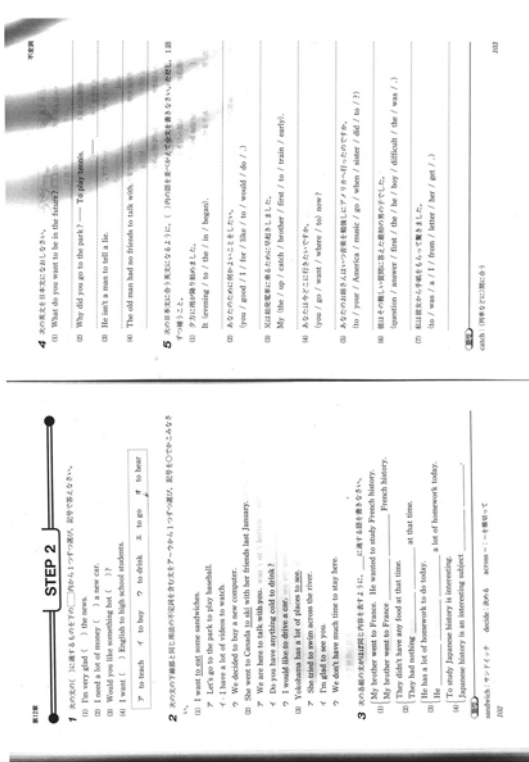 第12章
STEP 2
1 次の文の( )に適するものを下の　内から1つずつ選び、記号で答えなさい。
(1) I'm very glad ( ) the news.
(2) I need a lot of money ( ) a new car.
(3) Would you like something hot ( )?
(4) I want ( ) English to high school students.
ア to teach イ to buy ウ to drink エ to go オ to hear
2 次の文の下線部と同じ用法の不定詞を含む文をア〜ウから1つずつ選び、記号を○でかこみなさい。
(1) I want to eat some sandwiches.
ア Let's go to the park to play baseball.
イ I have a lot of videos to watch.
ウ We decided to buy a new computer.
(2) She went to Canada to ski with her friends last January.
ア We are here to talk with you.
イ Do you have anything cold to drink?
ウ I would like to drive a car.
(3) Yokohama has a lot of places to see.
ア She tried to swim across the river.
イ I'm glad to see you.
ウ We don't have much time to stay here.
3 次の各組の文がほぼ同じ内容を表すように、　に適する語を書きなさい。
(1) My brother went to France. He wanted to study French history.
My brother went to France French history.
(2) They didn't have any food at that time.
They had nothing at that time.
(3) He has a lot of homework to do today.
He a lot of homework today.
(4) To study Japanese history is interesting.
Japanese history is an interesting subject .
sandwich：サンドイッチ decide：決める across 〜：〜を横切って
102
不定詞
4 次の英文を日本文になおしなさい。
(1) What do you want to be in the future?
(2) Why did you go to the park? — To play tennis.
(3) He isn't a man to tell a lie.
(4) The old man had no friends to talk with.
5 次の日本文に合う英文になるように、( )内の語を並べかえて全文を書きなさい。ただし、1語ずつ補うこと。
(1) 夕方に雨が降り始めました。
It (evening / to / the / in / began).
(2) あなたのために何かよいことをしたい。
(you / good / I / for / like / to / would / do / .)
(3) 兄は始発電車に乗るために早起きしました。
My (the / up / catch / brother / first / to / train / early).
(4) あなたは今どこに行きたいですか。
(you / go / want / where / to) now?
(5) あなたのお姉さんはいつ音楽を勉強しにアメリカへ行ったのですか。
(to / your / America / music / go / when / sister / did / to / ?)
(6) 彼はその難しい質問に答えた最初の男の子でした。
(question / answer / first / the / he / boy / difficult / the / was / .)
(7) 私は彼女から手紙をもらって驚きました。
(to / was / a / I / from / letter / her / get / .)
catch：(列車などに)間に合う
103